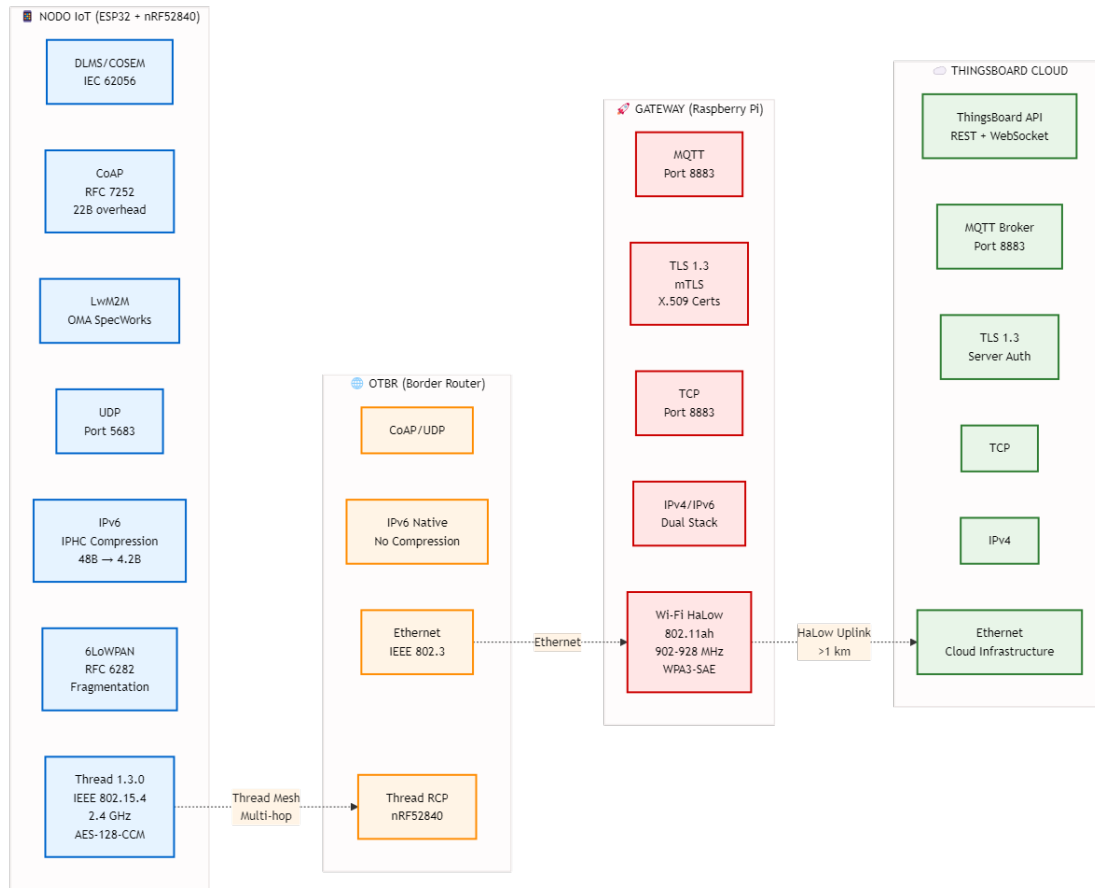 NODO IoT (ESP32 + nRF52840)
DLMS/COSEM
IEC 62056
CoAP
RFC 7252
22B overhead
LwM2M
OMA SpecWorks
UDP
Port 5683
IPv6
IPHC Compression
48B → 4.2B
6LoWPAN
RFC 6282
Fragmentation
Thread 1.3.0
IEEE 802.15.4
2.4 GHz
AES-128-CCM
Thread Mesh
Multi-hop
OTBR (Border Router)
CoAP/UDP
IPv6 Native
No Compression
Ethernet
IEEE 802.3
Thread RCP
nRF52840
Ethernet
GATEWAY (Raspberry Pi)
MQTT
Port 8883
TLS 1.3
mTLS
X.509 Certs
TCP
Port 8883
IPv4/IPv6
Dual Stack
Wi-Fi HaLow
802.11ah
902-928 MHz
WPA3-SAE
HaLow Uplink
>1 km
THINGSBOARD CLOUD
ThingsBoard API
REST + WebSocket
MQTT Broker
Port 8883
TLS 1.3
Server Auth
TCP
IPv4
Ethernet
Cloud Infrastructure